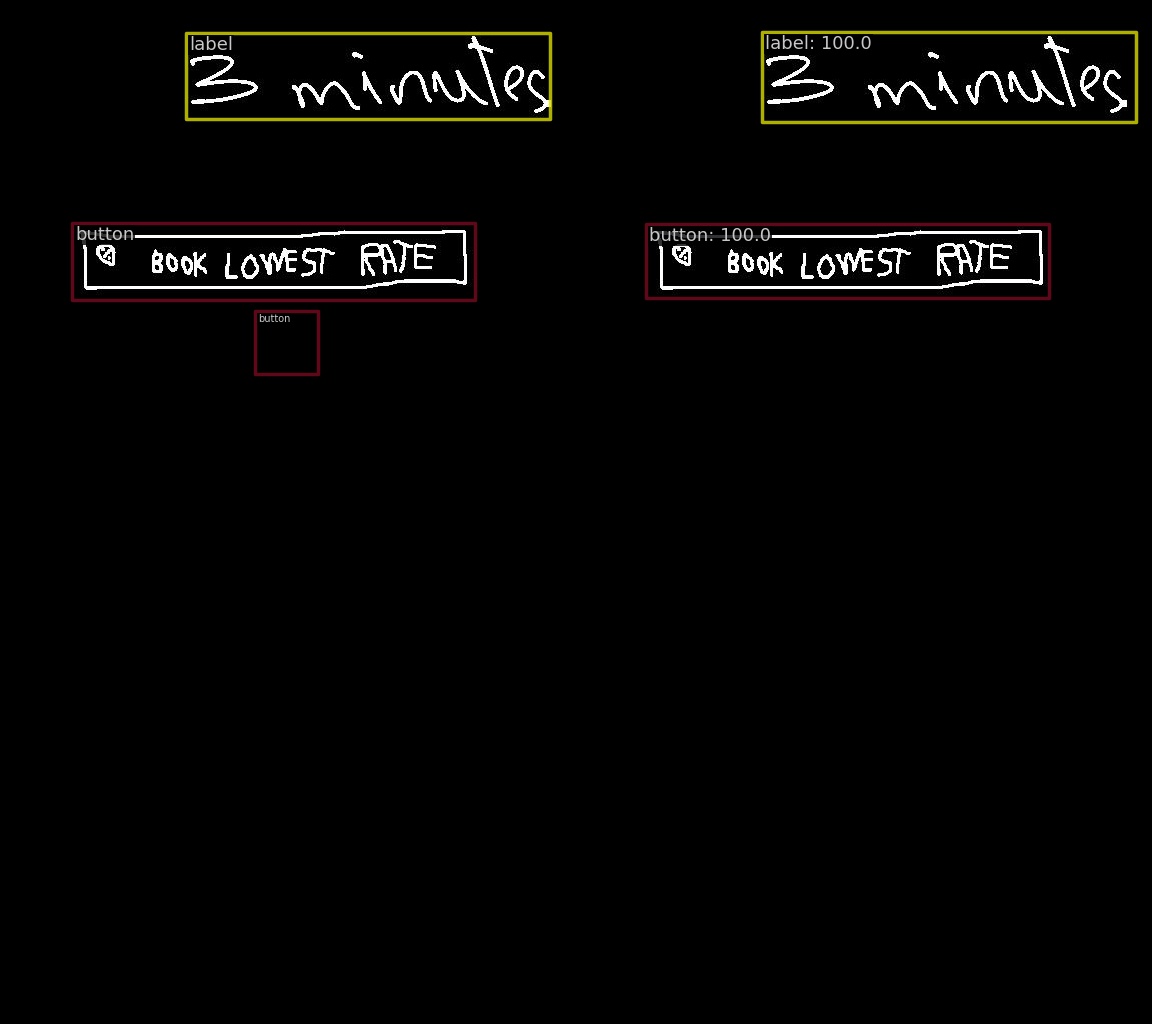 label label: 100.0
3 minutes 3 minutes
button button: 100.0
BOOK LOWEST RATE BOOK LOWEST RATE
button